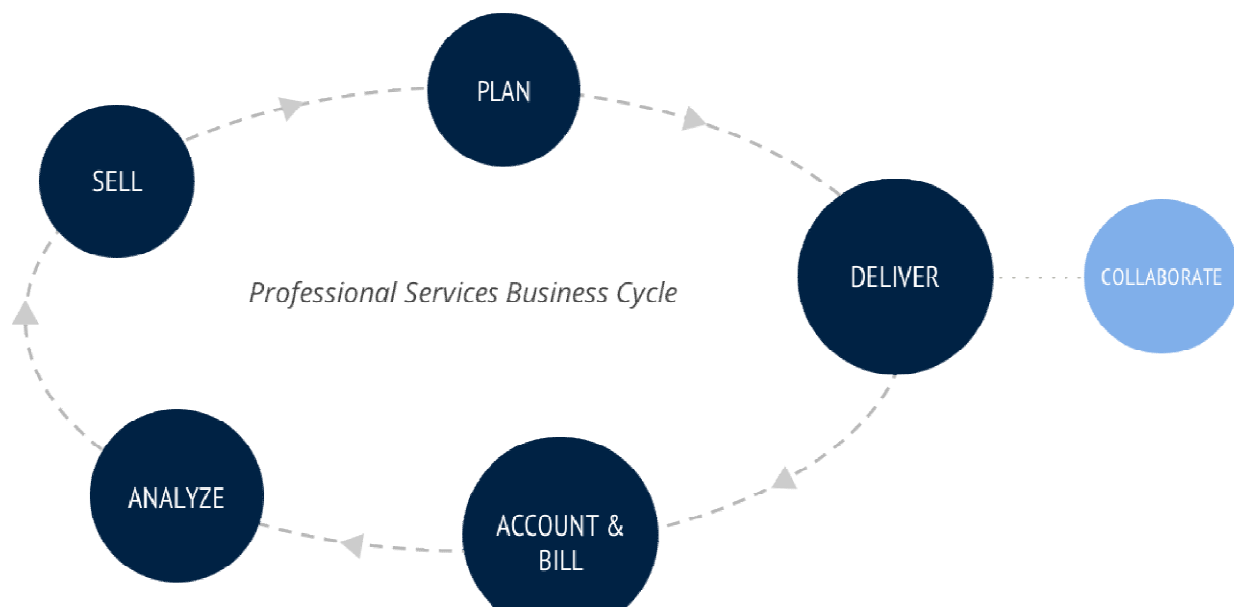 PLAN
SELL
DELIVER
COLLABORATE
Professional Services Business Cycle
ANALYZE
ACCOUNT &
BILL